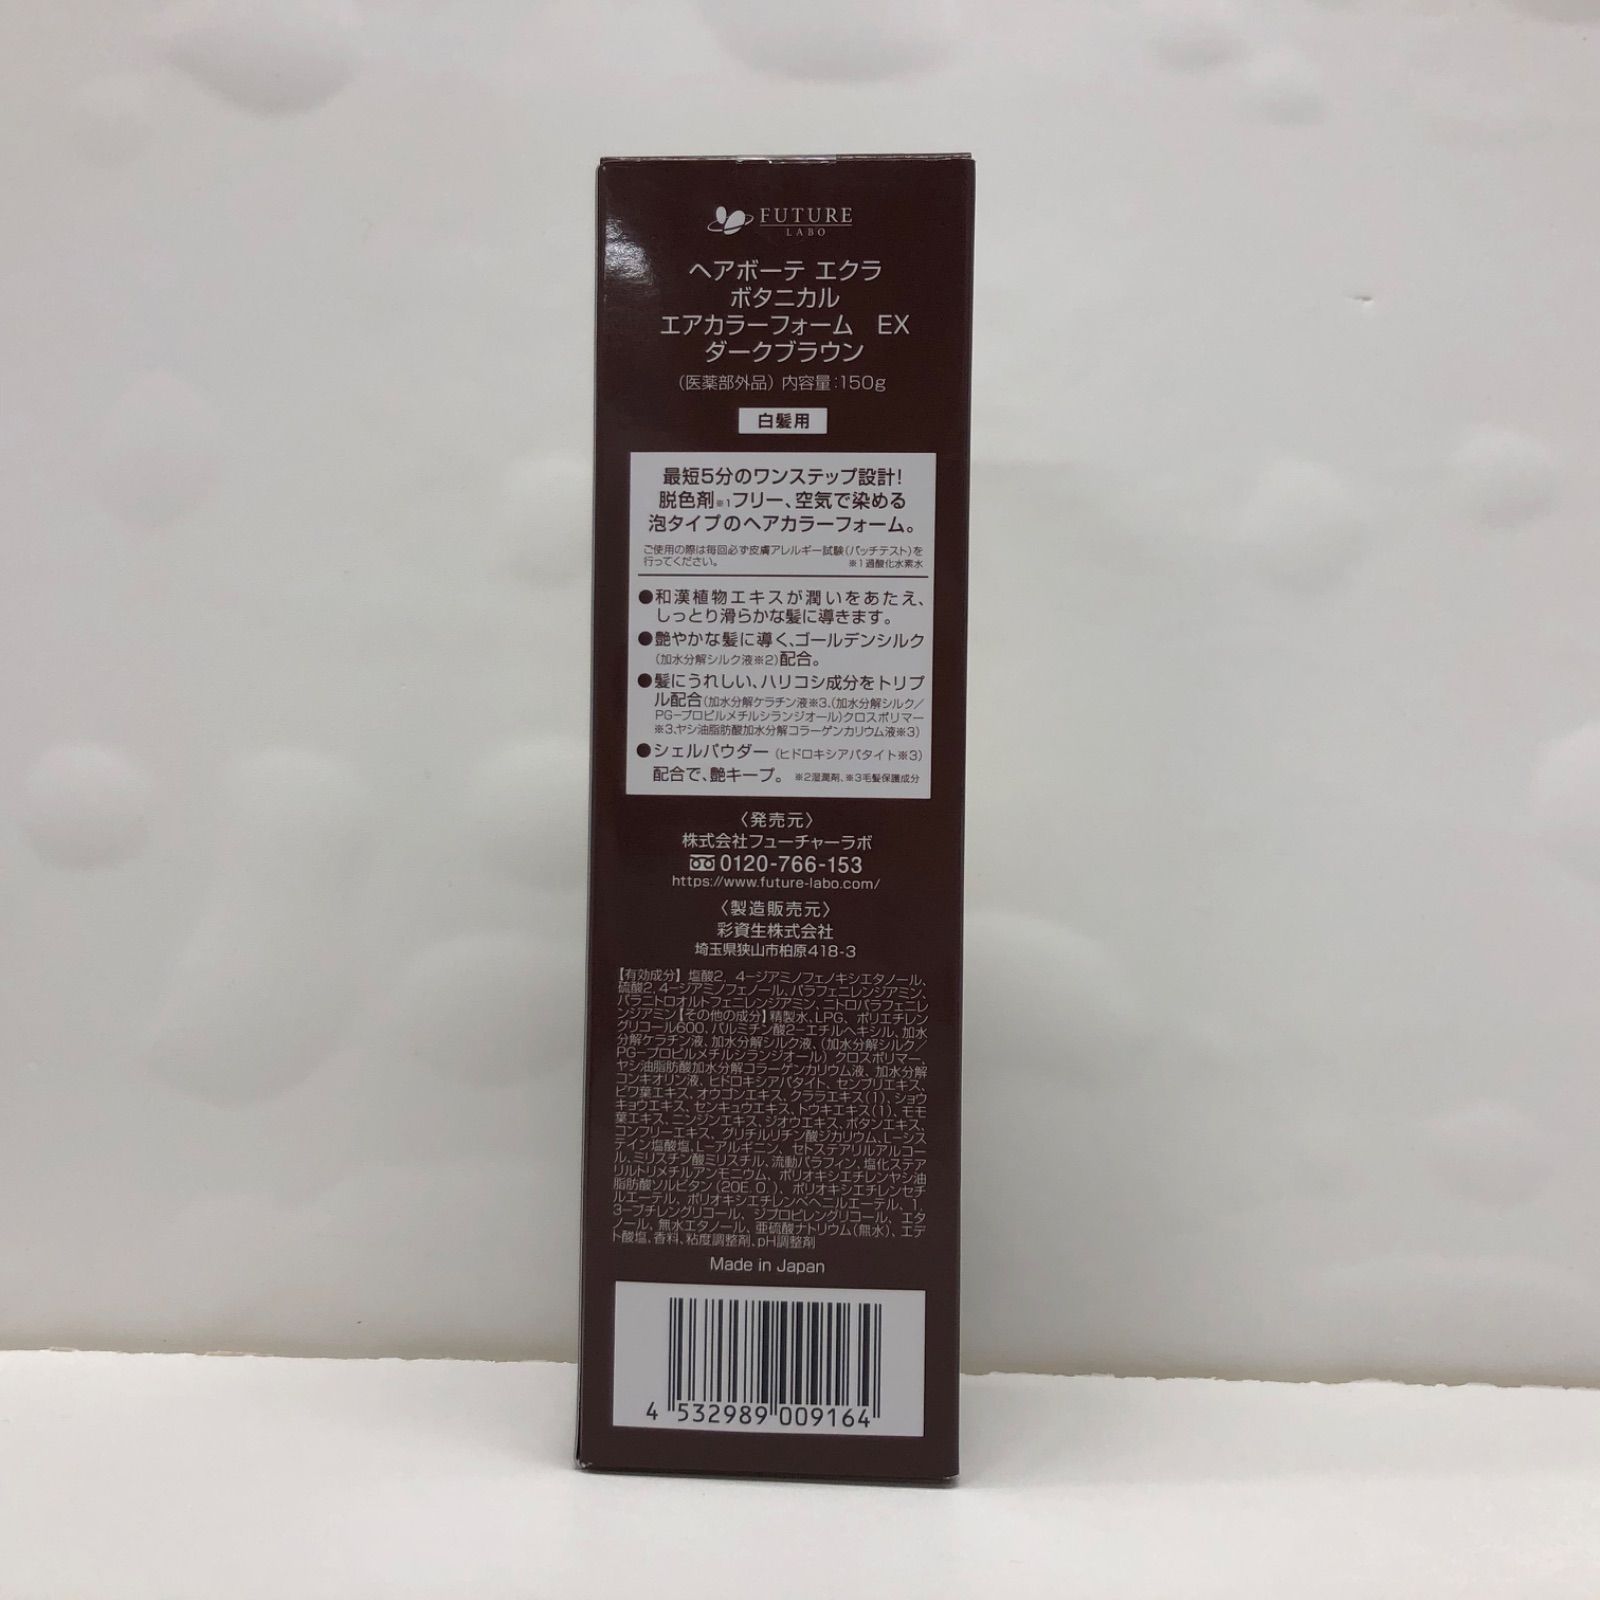 FUTURE
LABO
ヘアボーテ エクラ
ボタニカル
エアカラーフォーム EX
ダークブラウン
(医薬部外品) 内容量:150g
白髪用
最短5分のワンステップ設計!
脱色剤※1フリー、空気で染める
泡タイプのヘアカラーフォーム。
ご使用の際は毎回必ず皮膚アレルギー試験(パッチテスト)を
行ってください。 ※1過酸化水素水
●和漢植物エキスが潤いをあたえ、
しっとり滑らかな髪に導きます。
●艶やかな髪に導く、ゴールデンシルク
(加水分解シルク液※2)配合。
●髪にうれしい、ハリコシ成分をトリプ
ル配合(加水分解ケラチン液※3、(加水分解シルク/
PG-プロピルメチルシランジオール)クロスポリマー
※3、ヤシ油脂肪酸加水分解コラーゲンカリウム液※3)
●シェルパウダー(ヒドロキシアパタイト※3)
配合で、艶キープ。 ※2湿潤剤、※3毛髪保護成分
〈発売元〉
株式会社フューチャーラボ
0120-766-153
https://www.future-labo.com/
〈製造販売元〉
彩資生株式会社
埼玉県狭山市柏原418-3
【有効成分】塩酸2,4-ジアミノフェノキシエタノール、
硫酸2,4-ジアミノフェノール、パラフェニレンジアミン、
パラニトロオルトフェニレンジアミン、ニトロパラフェニレ
ンジアミン【その他の成分】精製水、LPG、ポリエチレン
グリコール600、パルミチン酸2-エチルヘキシル、加水
分解ケラチン液、加水分解シルク液、(加水分解シルク/
PG-プロピルメチルシランジオール)クロスポリマー、
ヤシ油脂肪酸加水分解コラーゲンカリウム液、加水分解
コンキオリン液、ヒドロキシアパタイト、センブリエキス、
ビワ葉エキス、オウゴンエキス、クララエキス(1)、ショウ
キョウエキス、センキュウエキス、トウキエキス(1)、モモ
葉エキス、ニンジンエキス、ジオウエキス、ボタンエキス、
コンフリーエキス、グリチルリチン酸ジカリウム、L-シス
テイン塩酸塩、L-アルギニン、セトステアリルアルコー
ル、ミリスチン酸ミリスチル、流動パラフィン、塩化ステア
リルトリメチルアンモニウム、ポリオキシエチレンヤシ油
脂肪酸ソルビタン(20E.O.)、ポリオキシエチレンセチ
ルエーテル、ポリオキシエチレンベヘニルエーテル、1,
3-ブチレングリコール、ジプロピレングリコール、エタ
ノール、無水エタノール、亜硫酸ナトリウム(無水)、エデ
ト酸塩、香料、粘度調整剤、pH調整剤
Made in Japan
4 532989 009164